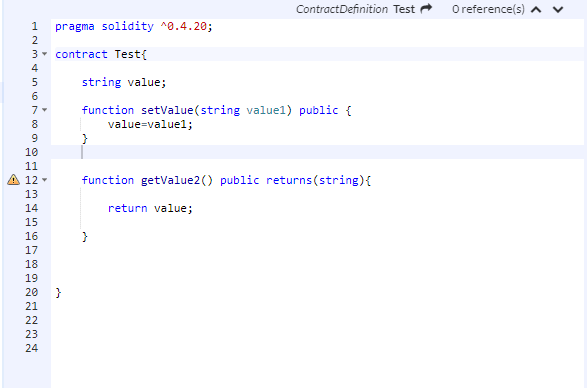 ContractDefinition Test 0 reference(s)
1 pragma solidity ^0.4.20;
2
3 contract Test{
4
5 string value;
6
7 function setValue(string value1) public {
8 value=value1;
9 }
10
11
12 function getValue2() public returns(string){
13
14 return value;
15
16 }
17
18
19
20 }
21
22
23
24